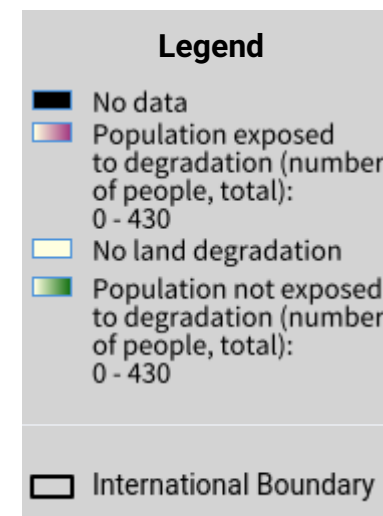 Legend
No data
Population exposed
to degradation (number
of people, total):
0 - 430
No land degradation
Population not exposed
to degradation (number
of people, total):
0 - 430
International Boundary